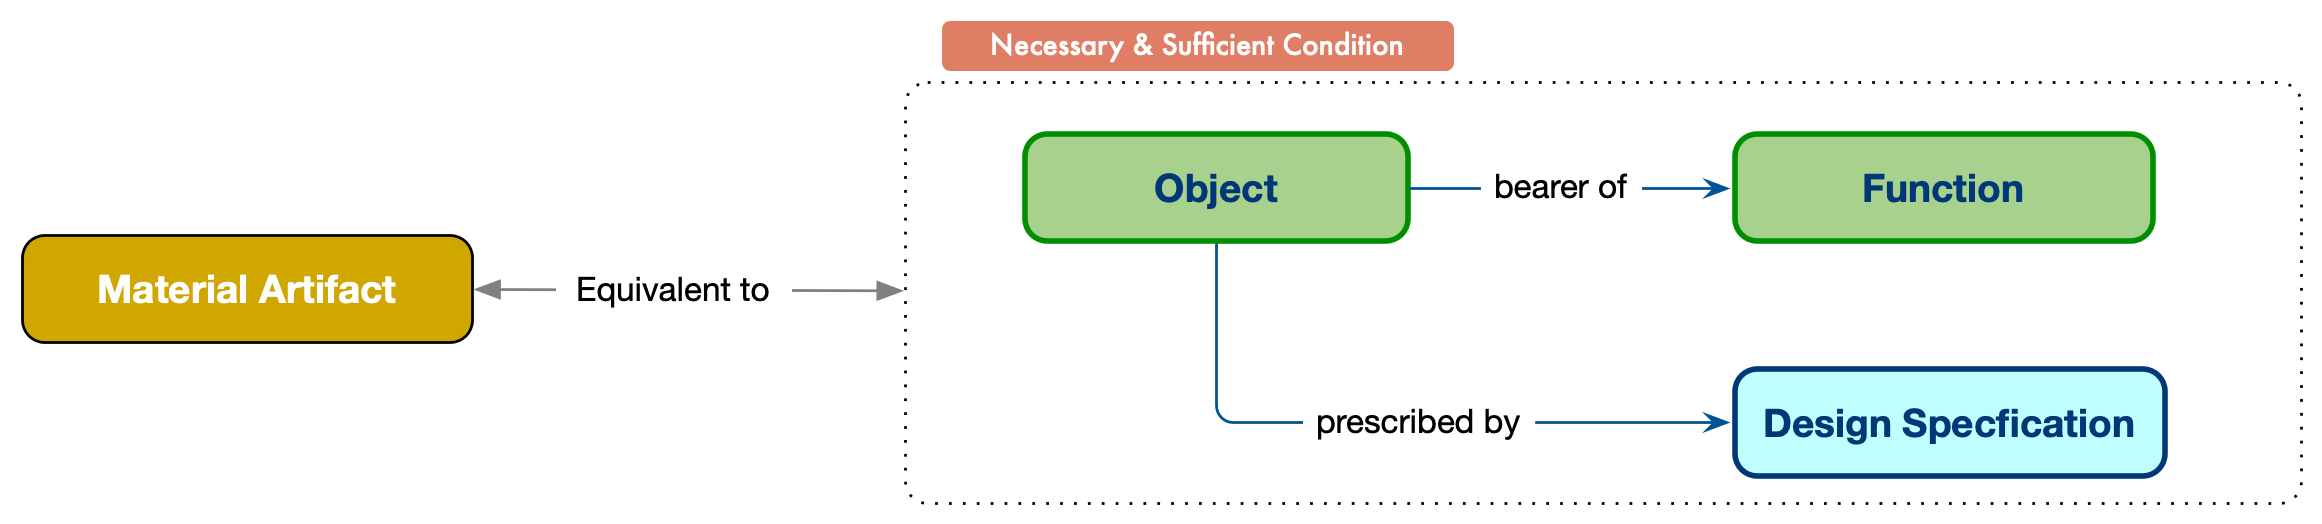 Necessary & Sufficient Condition
Object
bearer of
Function
Material Artifact
Equivalent to
prescribed by
Design Specfication